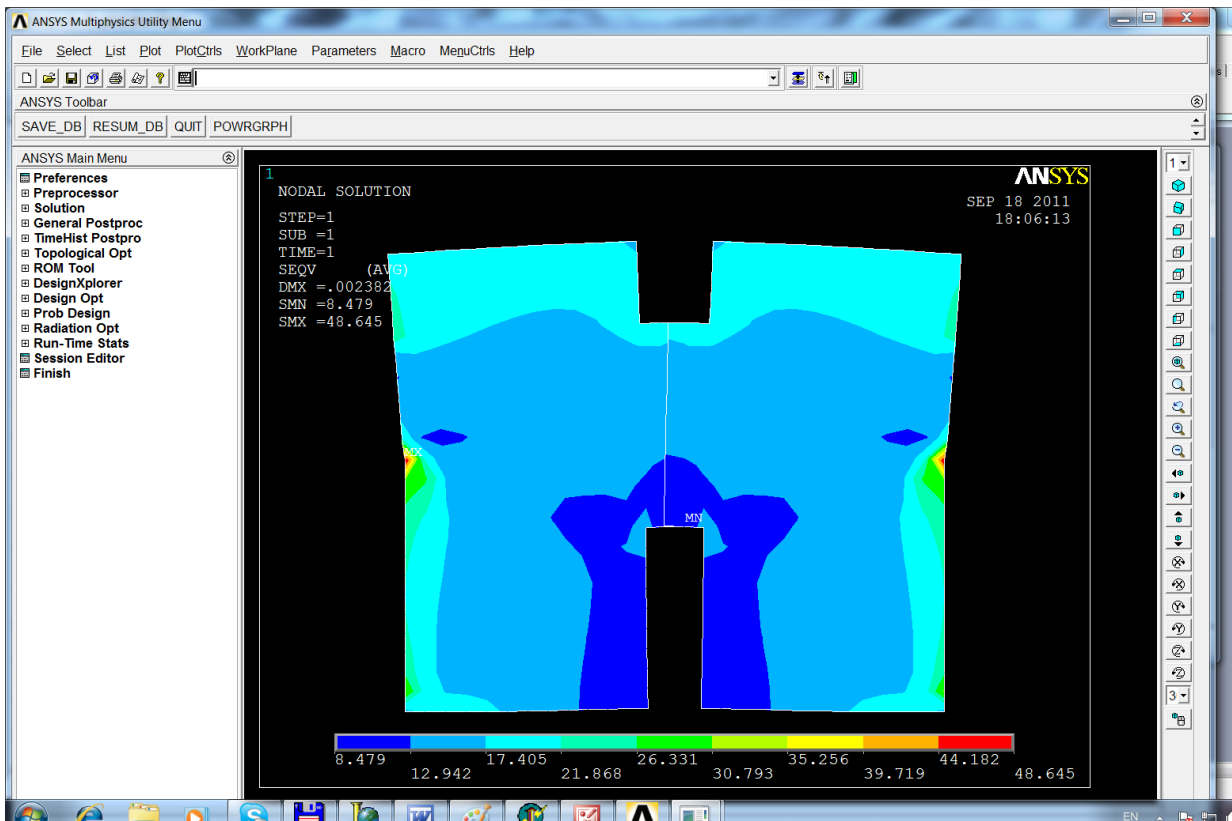 ANSYS Multiphysics Utility Menu
File Select List Plot PlotCtrls WorkPlane Parameters Macro MenuCtrls Help
ANSYS Toolbar
SAVE_DB RESUM_DB QUIT POWRGRPH
ANSYS Main Menu
Preferences
Preprocessor
Solution
General Postproc
TimeHist Postpro
Topological Opt
ROM Tool
DesignXplorer
Design Opt
Prob Design
Radiation Opt
Run-Time Stats
Session Editor
Finish
1
NODAL SOLUTION
STEP=1
SUB =1
TIME=1
SEQV (AVG)
DMX =.002382
SMN =8.479
SMX =48.645
ANSYS
SEP 18 2011
18:06:13
MX
MN
8.479 17.405 26.331 35.256 44.182
12.942 21.868 30.793 39.719 48.645
1
3
EN